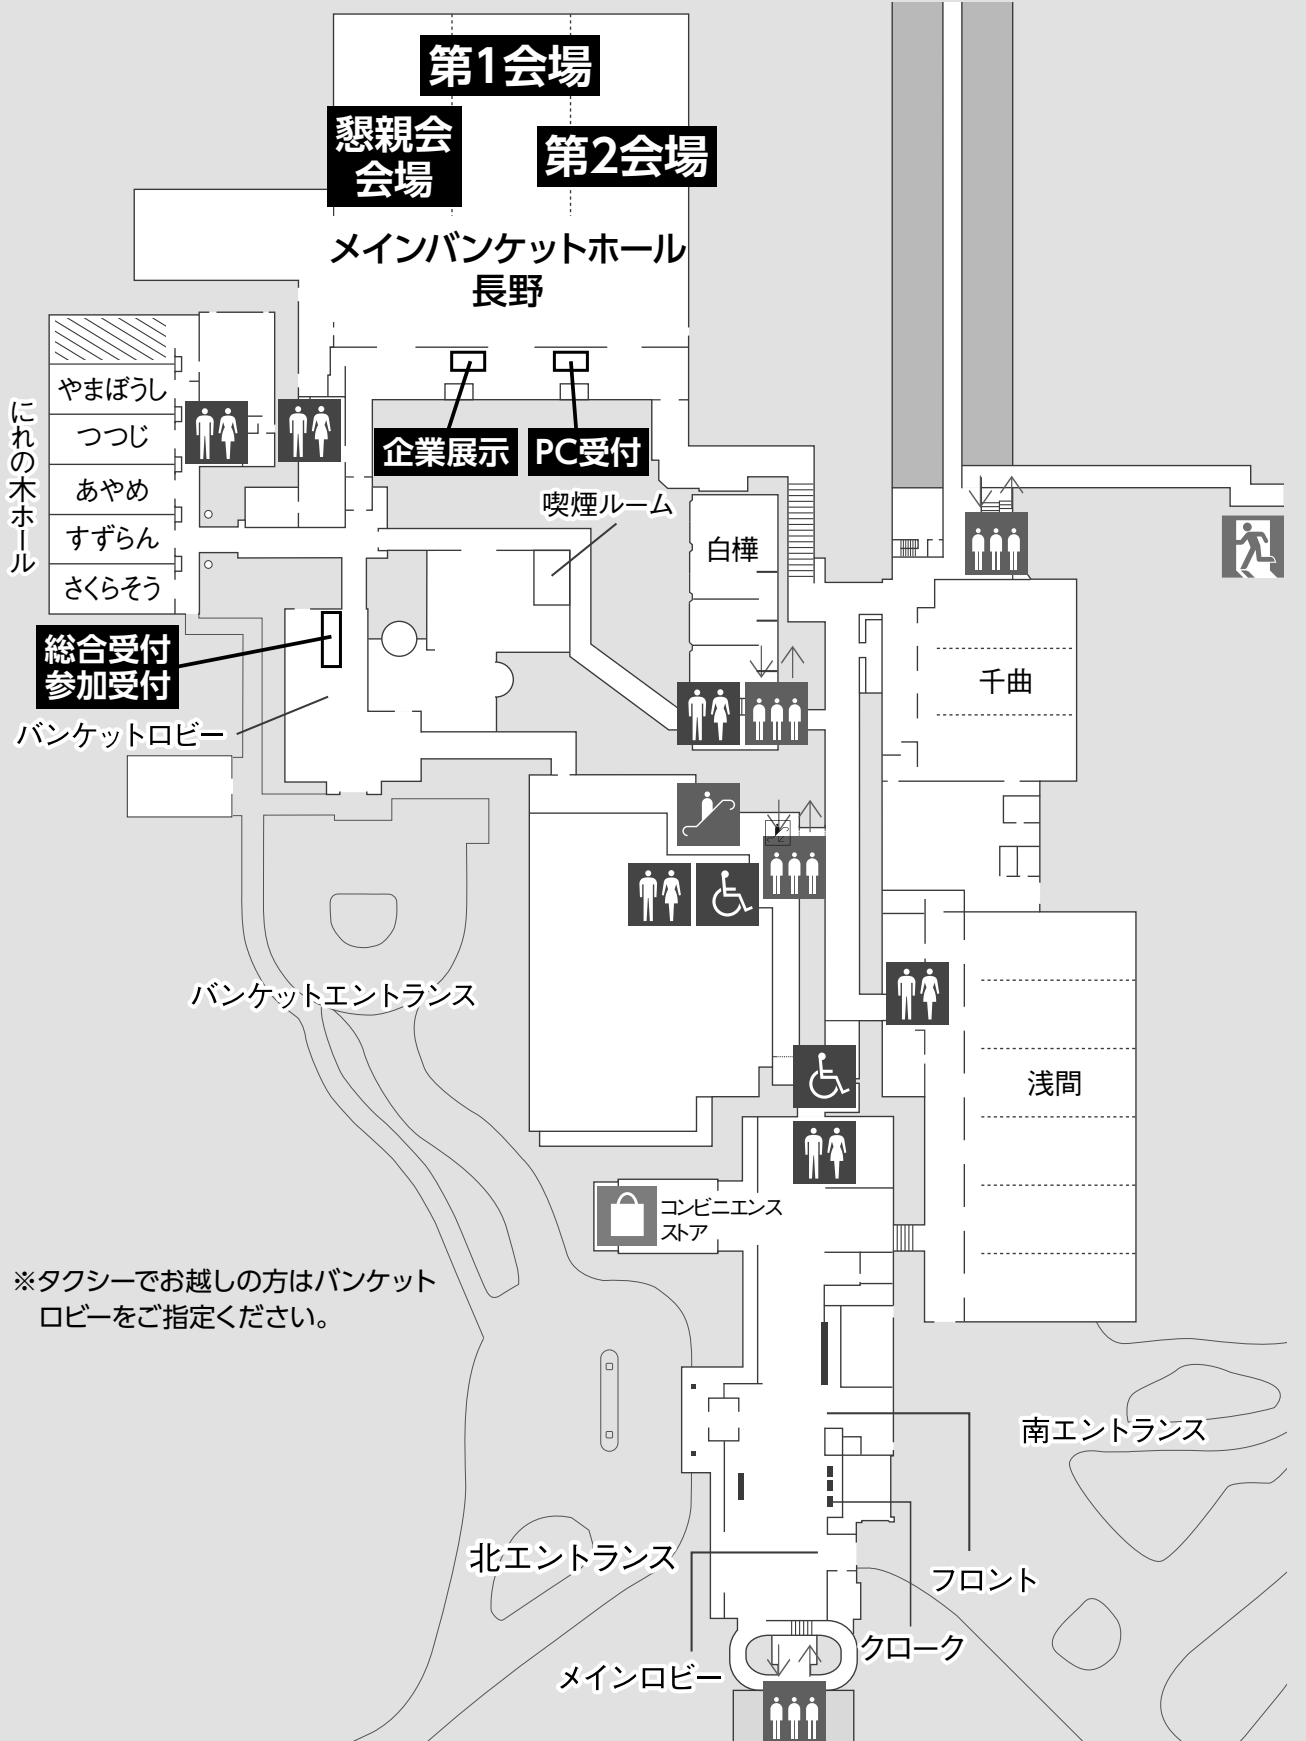 第1会場
懇親会
会場
第2会場
メインバンケットホール
長野
やまぼうし
つつじ
あやめ
すずらん
さくらそう
にれの木ホール
企業展示
PC受付
喫煙ルーム
白樺
千曲
総合受付
参加受付
バンケットロビー
バンケットエントランス
浅間
コンビニエンス
ストア
※タクシーでお越しの方はバンケット
ロビーをご指定ください。
南エントランス
北エントランス
フロント
クローク
メインロビー